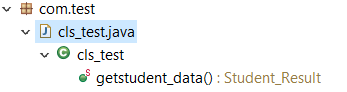 com.test
cls_test.java
cls_test
getstudent_data() : Student_Result